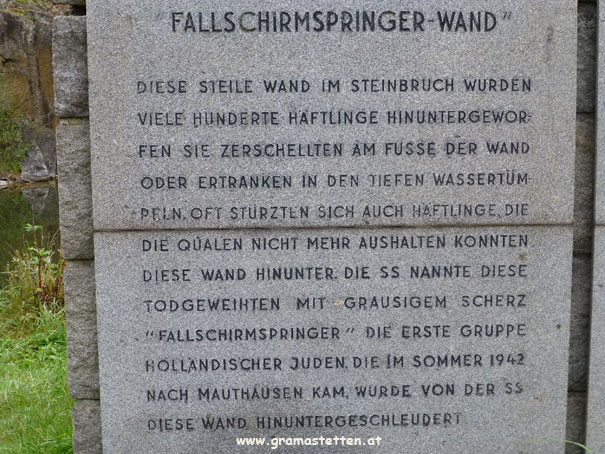 "FALLSCHIRMSPRINGER-WAND"
DIESE STEILE WAND IM STEINBRUCH WURDEN
VIELE HUNDERTE HÄFTLINGE HINUNTERGEWOR-
FEN SIE ZERSCHELLTEN AM FUSSE DER WAND
ODER ERTRANKEN IN DEN TIEFEN WASSERTÜM-
PELN. OFT STÜRZTEN SICH AUCH HÄFTLINGE, DIE
DIE QUALEN NICHT MEHR AUSHALTEN KONNTEN
DIESE WAND HINUNTER. DIE SS NANNTE DIESE
TODGEWEIHTEN MIT GRAUSIGEM SCHERZ
"FALLSCHIRMSPRINGER" DIE ERSTE GRUPPE
HOLLÄNDISCHER JUDEN, DIE IM SOMMER 1942
NACH MAUTHAUSEN KAM, WURDE VON DER SS
DIESE WAND HINUNTERGESCHLEUDERT
www.gramastetten.at